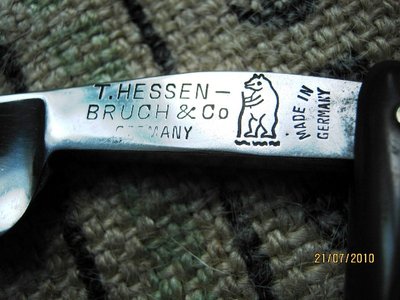 T. HESSEN-
BRUCH & Co
GERMANY
MADE IN
GERMANY
21/07/2010